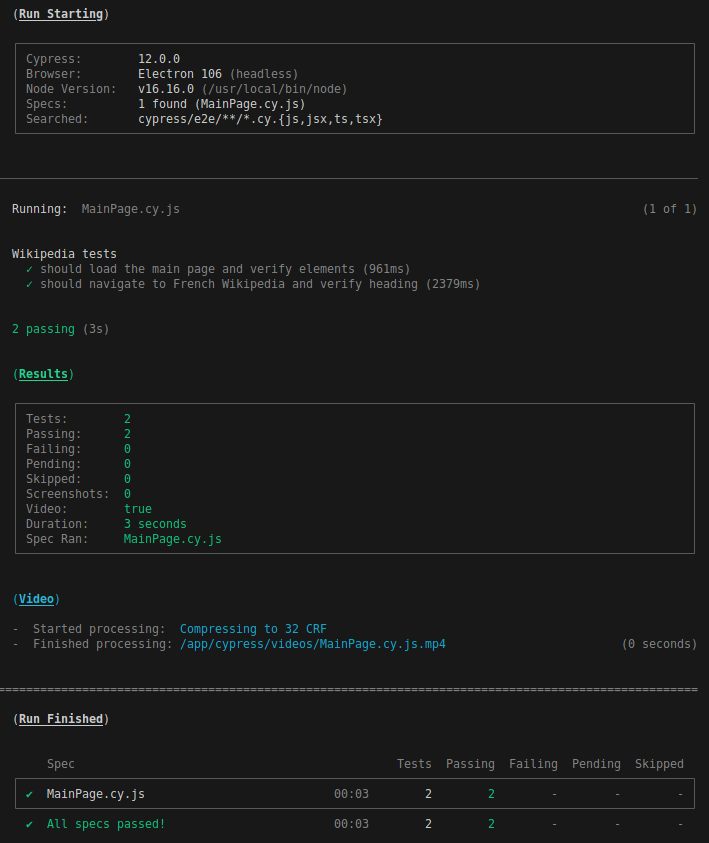 (Run Starting)
Cypress: 12.0.0
Browser: Electron 106 (headless)
Node Version: v16.16.0 (/usr/local/bin/node)
Specs: 1 found (MainPage.cy.js)
Searched: cypress/e2e/**/*.cy.{js,jsx,ts,tsx}
Running: MainPage.cy.js (1 of 1)
Wikipedia tests
✓ should load the main page and verify elements (961ms)
✓ should navigate to French Wikipedia and verify heading (2379ms)
2 passing (3s)
(Results)
Tests: 2
Passing: 2
Failing: 0
Pending: 0
Skipped: 0
Screenshots: 0
Video: true
Duration: 3 seconds
Spec Ran: MainPage.cy.js
(Video)
- Started processing: Compressing to 32 CRF
- Finished processing: /app/cypress/videos/MainPage.cy.js.mp4 (0 seconds)
(Run Finished)
Spec Tests Passing Failing Pending Skipped
✔ MainPage.cy.js 00:03 2 2 - - -
✔ All specs passed! 00:03 2 2 - - -